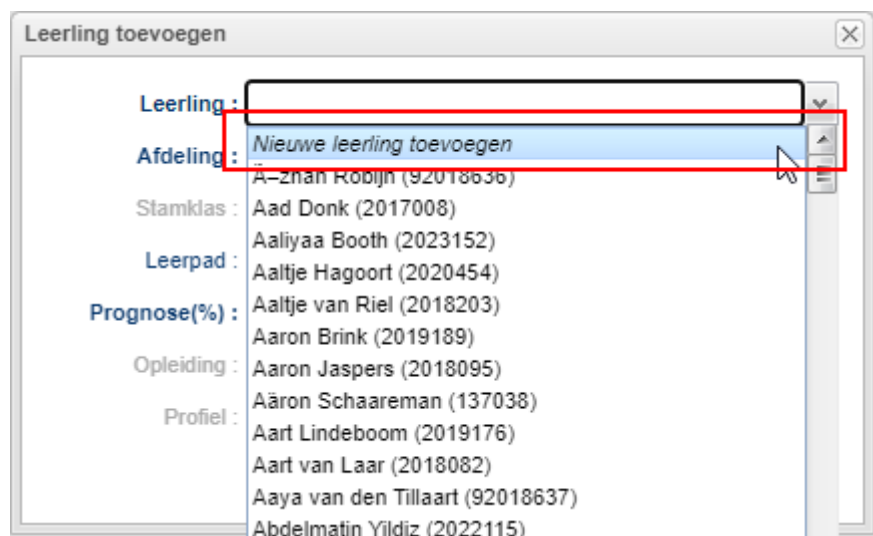 Leerling toevoegen
Leerling :
Nieuwe leerling toevoegen
Afdeling :
Robijn (92018636)
Stamklas :
Aad Donk (2017008)
Aaliyaa Booth (2023152)
Leerpad :
Aaltje Hagoort (2020454)
Aaltje van Riel (2018203)
Prognose(%) :
Aaron Brink (2019189)
Opleiding :
Aaron Jaspers (2018095)
Aäron Schaareman (137038)
Profiel :
Aart Lindeboom (2019176)
Aart van Laar (2018082)
Aaya van den Tillaart (92018637)
Abdelmatin Yildiz (2022115)